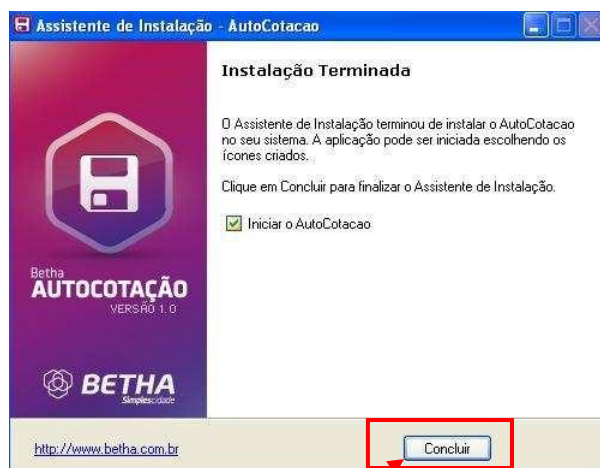 Assistente de Instalação - AutoCotacao
Instalação Terminada
O Assistente de Instalação terminou de instalar o AutoCotacao
no seu sistema. A aplicação pode ser iniciada escolhendo os
ícones criados.
Clique em Concluir para finalizar o Assistente de Instalação.
Iniciar o AutoCotacao
Betha
AUTOCOTAÇÃO
VERSÃO 1.0
BETHA
Simplescidade
http://www.betha.com.br
Concluir